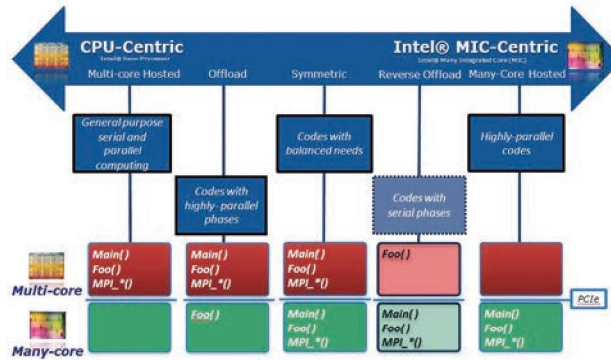 CPU-Centric
Intel® Xeon Processor
Intel® MIC-Centric
Intel® Many Integrated Core (MIC)
Multi-core Hosted
Offload
Symmetric
Reverse Offload
Many-Core Hosted
General purpose
serial and
parallel
computing
Codes with
balanced needs
Highly-parallel
codes
Codes with
highly- parallel
phases
Codes with
serial phases
Multi-core
Main( )
Foo( )
MPI_*()
Main( )
Foo( )
MPI_*()
Main( )
Foo( )
MPI_*()
Foo( )
PCIe
Many-core
Foo( )
Main( )
Foo( )
MPI_*()
Main( )
Foo( )
MPI_*()
Main( )
Foo( )
MPI_*()